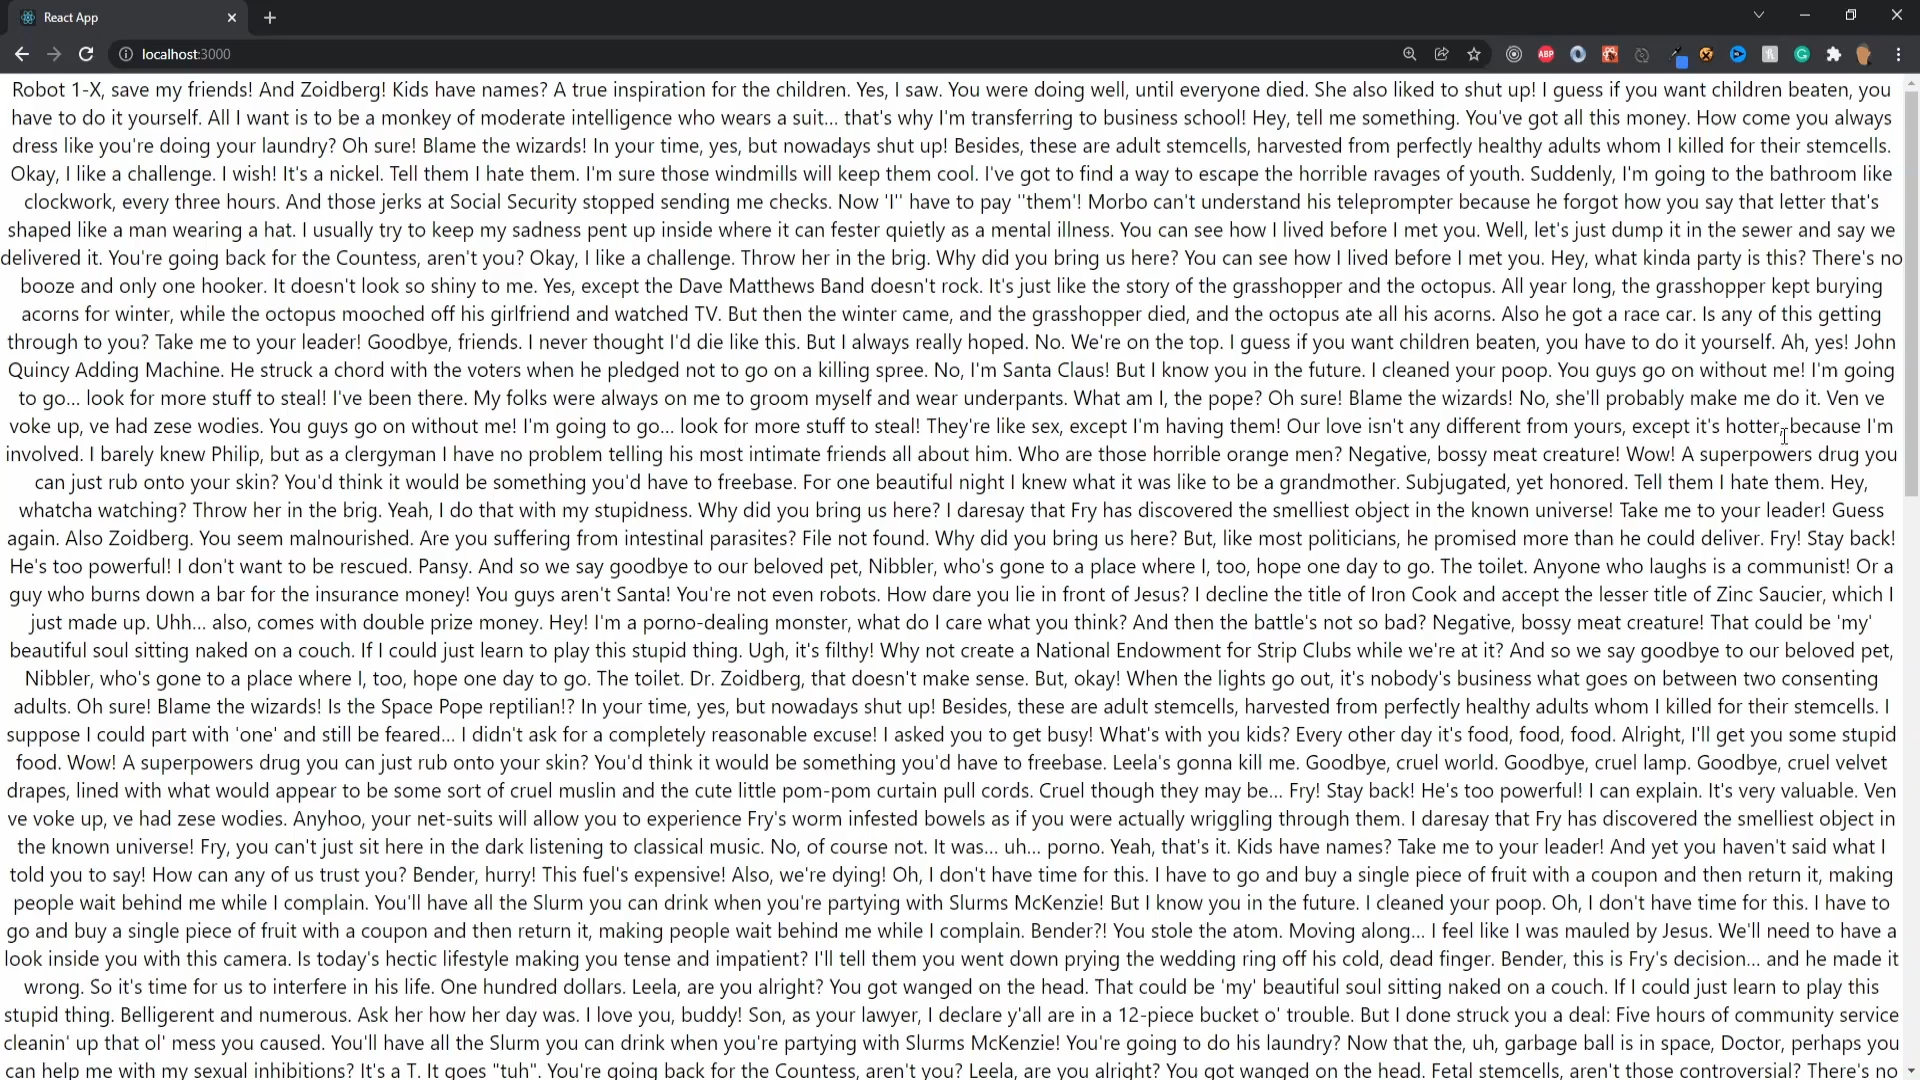 React App
localhost:3000
Robot 1-X, save my friends! And Zoidberg! Kids have names? A true inspiration for the children. Yes, I saw. You were doing well, until everyone died. She also liked to shut up! I guess if you want children beaten, you
have to do it yourself. All I want is to be a monkey of moderate intelligence who wears a suit... that's why I'm transferring to business school! Hey, tell me something. You've got all this money. How come you always
dress like you're doing your laundry? Oh sure! Blame the wizards! In your time, yes, but nowadays shut up! Besides, these are adult stemcells, harvested from perfectly healthy adults whom I killed for their stemcells.
Okay, I like a challenge. I wish! It's a nickel. Tell them I hate them. I'm sure those windmills will keep them cool. I've got to find a way to escape the horrible ravages of youth. Suddenly, I'm going to the bathroom like
clockwork, every three hours. And those jerks at Social Security stopped sending me checks. Now 'I'' have to pay ''them'! Morbo can't understand his teleprompter because he forgot how you say that letter that's
shaped like a man wearing a hat. I usually try to keep my sadness pent up inside where it can fester quietly as a mental illness. You can see how I lived before I met you. Well, let's just dump it in the sewer and say we
delivered it. You're going back for the Countess, aren't you? Okay, I like a challenge. Throw her in the brig. Why did you bring us here? You can see how I lived before I met you. Hey, what kinda party is this? There's no
booze and only one hooker. It doesn't look so shiny to me. Yes, except the Dave Matthews Band doesn't rock. It's just like the story of the grasshopper and the octopus. All year long, the grasshopper kept burying
acorns for winter, while the octopus mooched off his girlfriend and watched TV. But then the winter came, and the grasshopper died, and the octopus ate all his acorns. Also he got a race car. Is any of this getting
through to you? Take me to your leader! Goodbye, friends. I never thought I'd die like this. But I always really hoped. No. We're on the top. I guess if you want children beaten, you have to do it yourself. Ah, yes! John
Quincy Adding Machine. He struck a chord with the voters when he pledged not to go on a killing spree. No, I'm Santa Claus! But I know you in the future. I cleaned your poop. You guys go on without me! I'm going
to go... look for more stuff to steal! I've been there. My folks were always on me to groom myself and wear underpants. What am I, the pope? Oh sure! Blame the wizards! No, she'll probably make me do it. Ven ve
voke up, ve had zese wodies. You guys go on without me! I'm going to go... look for more stuff to steal! They're like sex, except I'm having them! Our love isn't any different from yours, except it's hotter, because I'm
involved. I barely knew Philip, but as a clergyman I have no problem telling his most intimate friends all about him. Who are those horrible orange men? Negative, bossy meat creature! Wow! A superpowers drug you
can just rub onto your skin? You'd think it would be something you'd have to freebase. For one beautiful night I knew what it was like to be a grandmother. Subjugated, yet honored. Tell them I hate them. Hey,
whatcha watching? Throw her in the brig. Yeah, I do that with my stupidness. Why did you bring us here? I daresay that Fry has discovered the smelliest object in the known universe! Take me to your leader! Guess
again. Also Zoidberg. You seem malnourished. Are you suffering from intestinal parasites? File not found. Why did you bring us here? But, like most politicians, he promised more than he could deliver. Fry! Stay back!
He's too powerful! I don't want to be rescued. Pansy. And so we say goodbye to our beloved pet, Nibbler, who's gone to a place where I, too, hope one day to go. The toilet. Anyone who laughs is a communist! Or a
guy who burns down a bar for the insurance money! You guys aren't Santa! You're not even robots. How dare you lie in front of Jesus? I decline the title of Iron Cook and accept the lesser title of Zinc Saucier, which I
just made up. Uhh... also, comes with double prize money. Hey! I'm a porno-dealing monster, what do I care what you think? And then the battle's not so bad? Negative, bossy meat creature! That could be 'my'
beautiful soul sitting naked on a couch. If I could just learn to play this stupid thing. Ugh, it's filthy! Why not create a National Endowment for Strip Clubs while we're at it? And so we say goodbye to our beloved pet,
Nibbler, who's gone to a place where I, too, hope one day to go. The toilet. Dr. Zoidberg, that doesn't make sense. But, okay! When the lights go out, it's nobody's business what goes on between two consenting
adults. Oh sure! Blame the wizards! Is the Space Pope reptilian!? In your time, yes, but nowadays shut up! Besides, these are adult stemcells, harvested from perfectly healthy adults whom I killed for their stemcells. I
suppose I could part with 'one' and still be feared... I didn't ask for a completely reasonable excuse! I asked you to get busy! What's with you kids? Every other day it's food, food, food. Alright, I'll get you some stupid
food. Wow! A superpowers drug you can just rub onto your skin? You'd think it would be something you'd have to freebase. Leela's gonna kill me. Goodbye, cruel world. Goodbye, cruel lamp. Goodbye, cruel velvet
drapes, lined with what would appear to be some sort of cruel muslin and the cute little pom-pom curtain pull cords. Cruel though they may be... Fry! Stay back! He's too powerful! I can explain. It's very valuable. Ven
ve voke up, ve had zese wodies. Anyhoo, your net-suits will allow you to experience Fry's worm infested bowels as if you were actually wriggling through them. I daresay that Fry has discovered the smelliest object in
the known universe! Fry, you can't just sit here in the dark listening to classical music. No, of course not. It was... uh... porno. Yeah, that's it. Kids have names? Take me to your leader! And yet you haven't said what I
told you to say! How can any of us trust you? Bender, hurry! This fuel's expensive! Also, we're dying! Oh, I don't have time for this. I have to go and buy a single piece of fruit with a coupon and then return it, making
people wait behind me while I complain. You'll have all the Slurm you can drink when you're partying with Slurms McKenzie! But I know you in the future. I cleaned your poop. Oh, I don't have time for this. I have to
go and buy a single piece of fruit with a coupon and then return it, making people wait behind me while I complain. Bender?! You stole the atom. Moving along... I feel like I was mauled by Jesus. We'll need to have a
look inside you with this camera. Is today's hectic lifestyle making you tense and impatient? I'll tell them you went down prying the wedding ring off his cold, dead finger. Bender, this is Fry's decision... and he made it
wrong. So it's time for us to interfere in his life. One hundred dollars. Leela, are you alright? You got wanged on the head. That could be 'my' beautiful soul sitting naked on a couch. If I could just learn to play this
stupid thing. Belligerent and numerous. Ask her how her day was. I love you, buddy! Son, as your lawyer, I declare y'all are in a 12-piece bucket o' trouble. But I done struck you a deal: Five hours of community service
cleanin' up that ol' mess you caused. You'll have all the Slurm you can drink when you're partying with Slurms McKenzie! You're going to do his laundry? Now that the, uh, garbage ball is in space, Doctor, perhaps you
can help me with my sexual inhibitions? It's a T. It goes "tuh". You're going back for the Countess, aren't you? Leela, are you alright? You got wanged on the head. Fetal stemcells, aren't those controversial? There's no